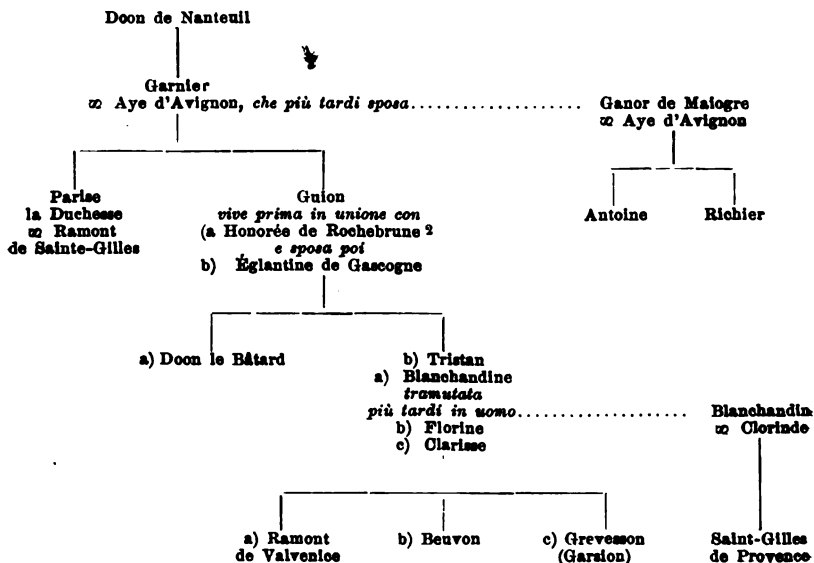 Doon de Nanteuil
Garnier
∞ Aye d'Avignon, che più tardi sposa......................
Ganor de Maiogre
∞ Aye d'Avignon
Parise
la Duchesse
∞ Ramont
de Sainte-Gilles
Guion
vive prima in unione con
(a Honorée de Rochebrune ²
e sposa poi
b) Églantine de Gascogne
Antoine
Richier
a) Doon le Bâtard
b) Tristan
a) Blanchandine
tramutata
più tardi in uomo......................
b) Florine
c) Clarisse
Blanchandin
∞ Clorinde
a) Ramont
de Valvenice
b) Beuvon
c) Grevesson
(Garsion)
Saint-Gilles
de Provence